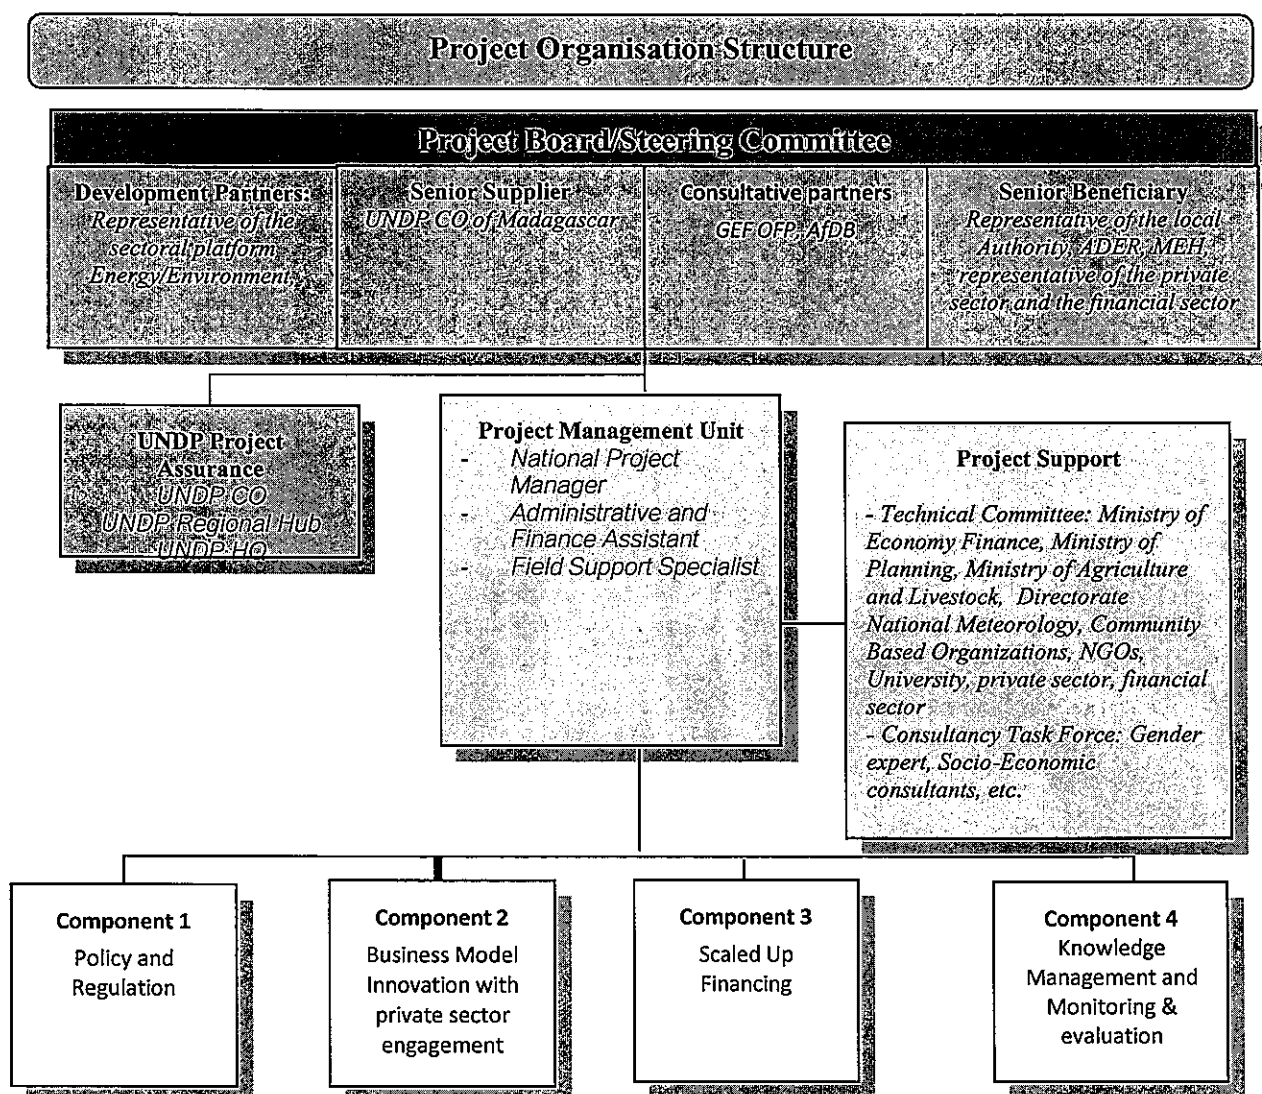 Project Organisation Structure
Project Board/Steering Committee
Development Partners:
Representative of the
sectoral platform
Energy/Environment,
Senior Supplier
UNDP CO of Madagascar
Consultative partners
GEF OFP, AfDB
Senior Beneficiary
Representative of the local
Authority, ADER, MEH,
representative of the private
sector and the financial sector
UNDP Project
Assurance
UNDP CO
UNDP Regional Hub
UNDP HQ
Project Management Unit
- National Project
Manager
- Administrative and
Finance Assistant
- Field Support Specialist
Project Support
- Technical Committee: Ministry of
Economy Finance, Ministry of
Planning, Ministry of Agriculture
and Livestock, Directorate
National Meteorology, Community
Based Organizations, NGOs,
University, private sector, financial
sector
- Consultancy Task Force: Gender
expert, Socio-Economic
consultants, etc.
Component 1
Policy and
Regulation
Component 2
Business Model
Innovation with
private sector
engagement
Component 3
Scaled Up
Financing
Component 4
Knowledge
Management and
Monitoring &
evaluation